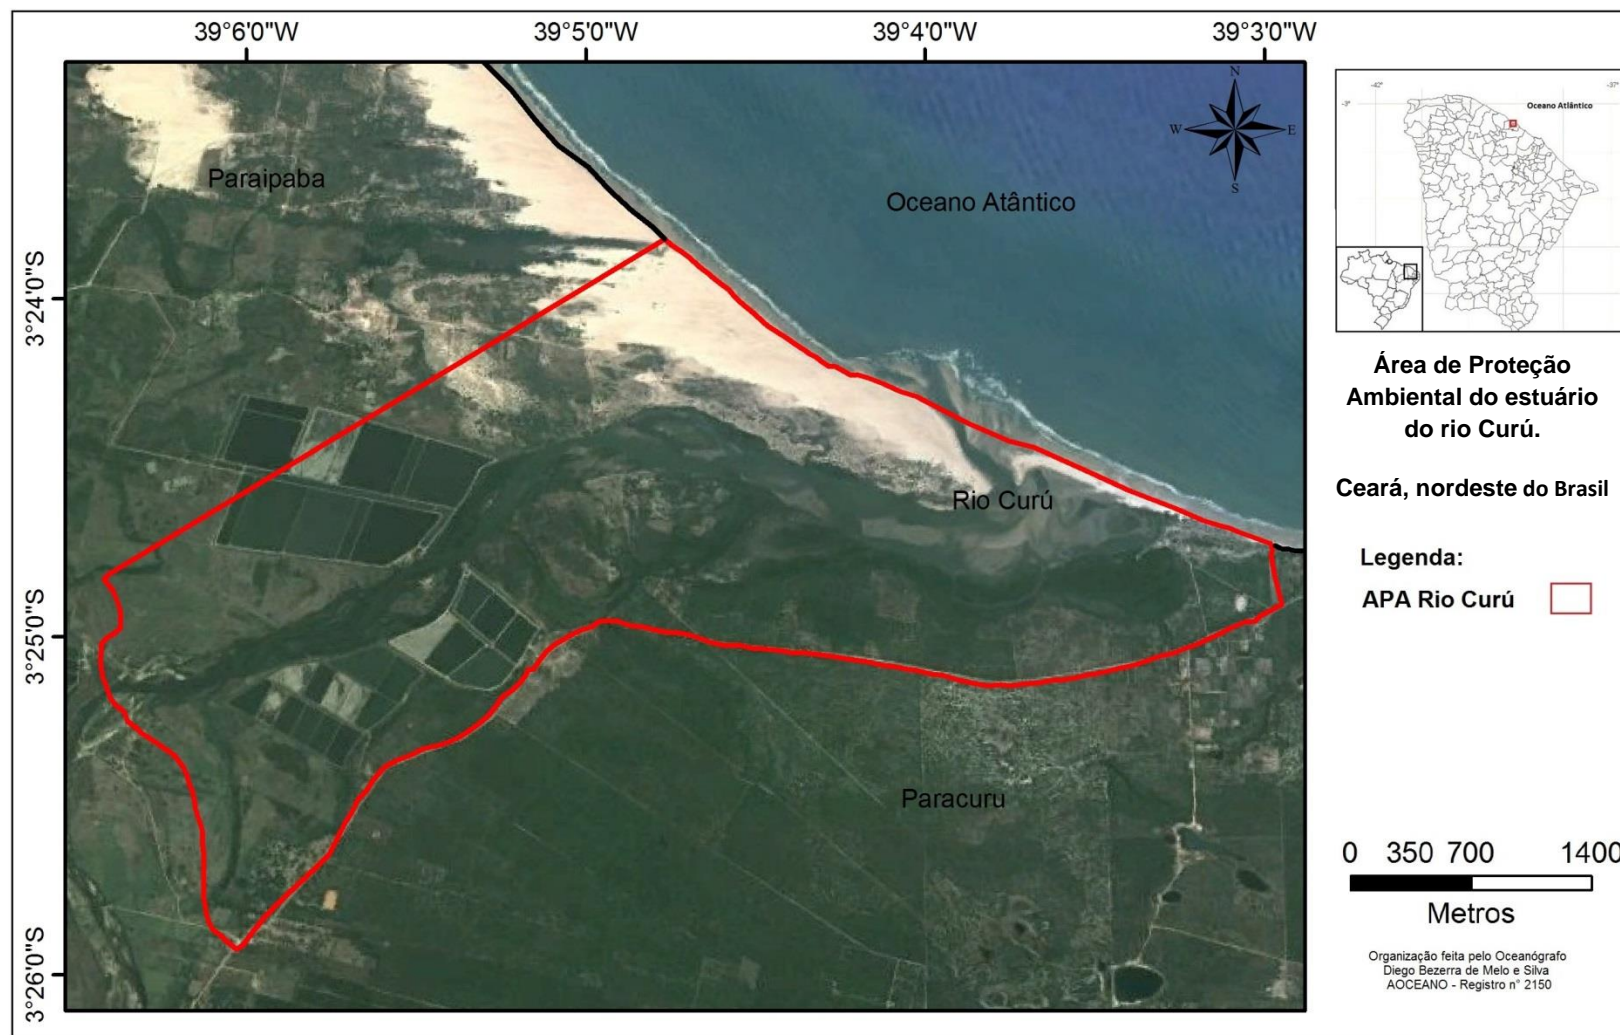 39°6'0"W
39°5'0"W
39°4'0"W
39°3'0"W
3°24'0"S
3°25'0"S
3°26'0"S
Paraipaba
Oceano Atântico
Rio Curú
Paracuru
N
W
E
S
-42°
-37°
-3°
Oceano Atlântico
Área de Proteção
Ambiental do estuário
do rio Curú.
Ceará, nordeste do Brasil
Legenda:
APA Rio Curú
0 350 700 1400
Metros
Organização feita pelo Oceanógrafo
Diego Bezerra de Melo e Silva
AOCEANO - Registro n° 2150